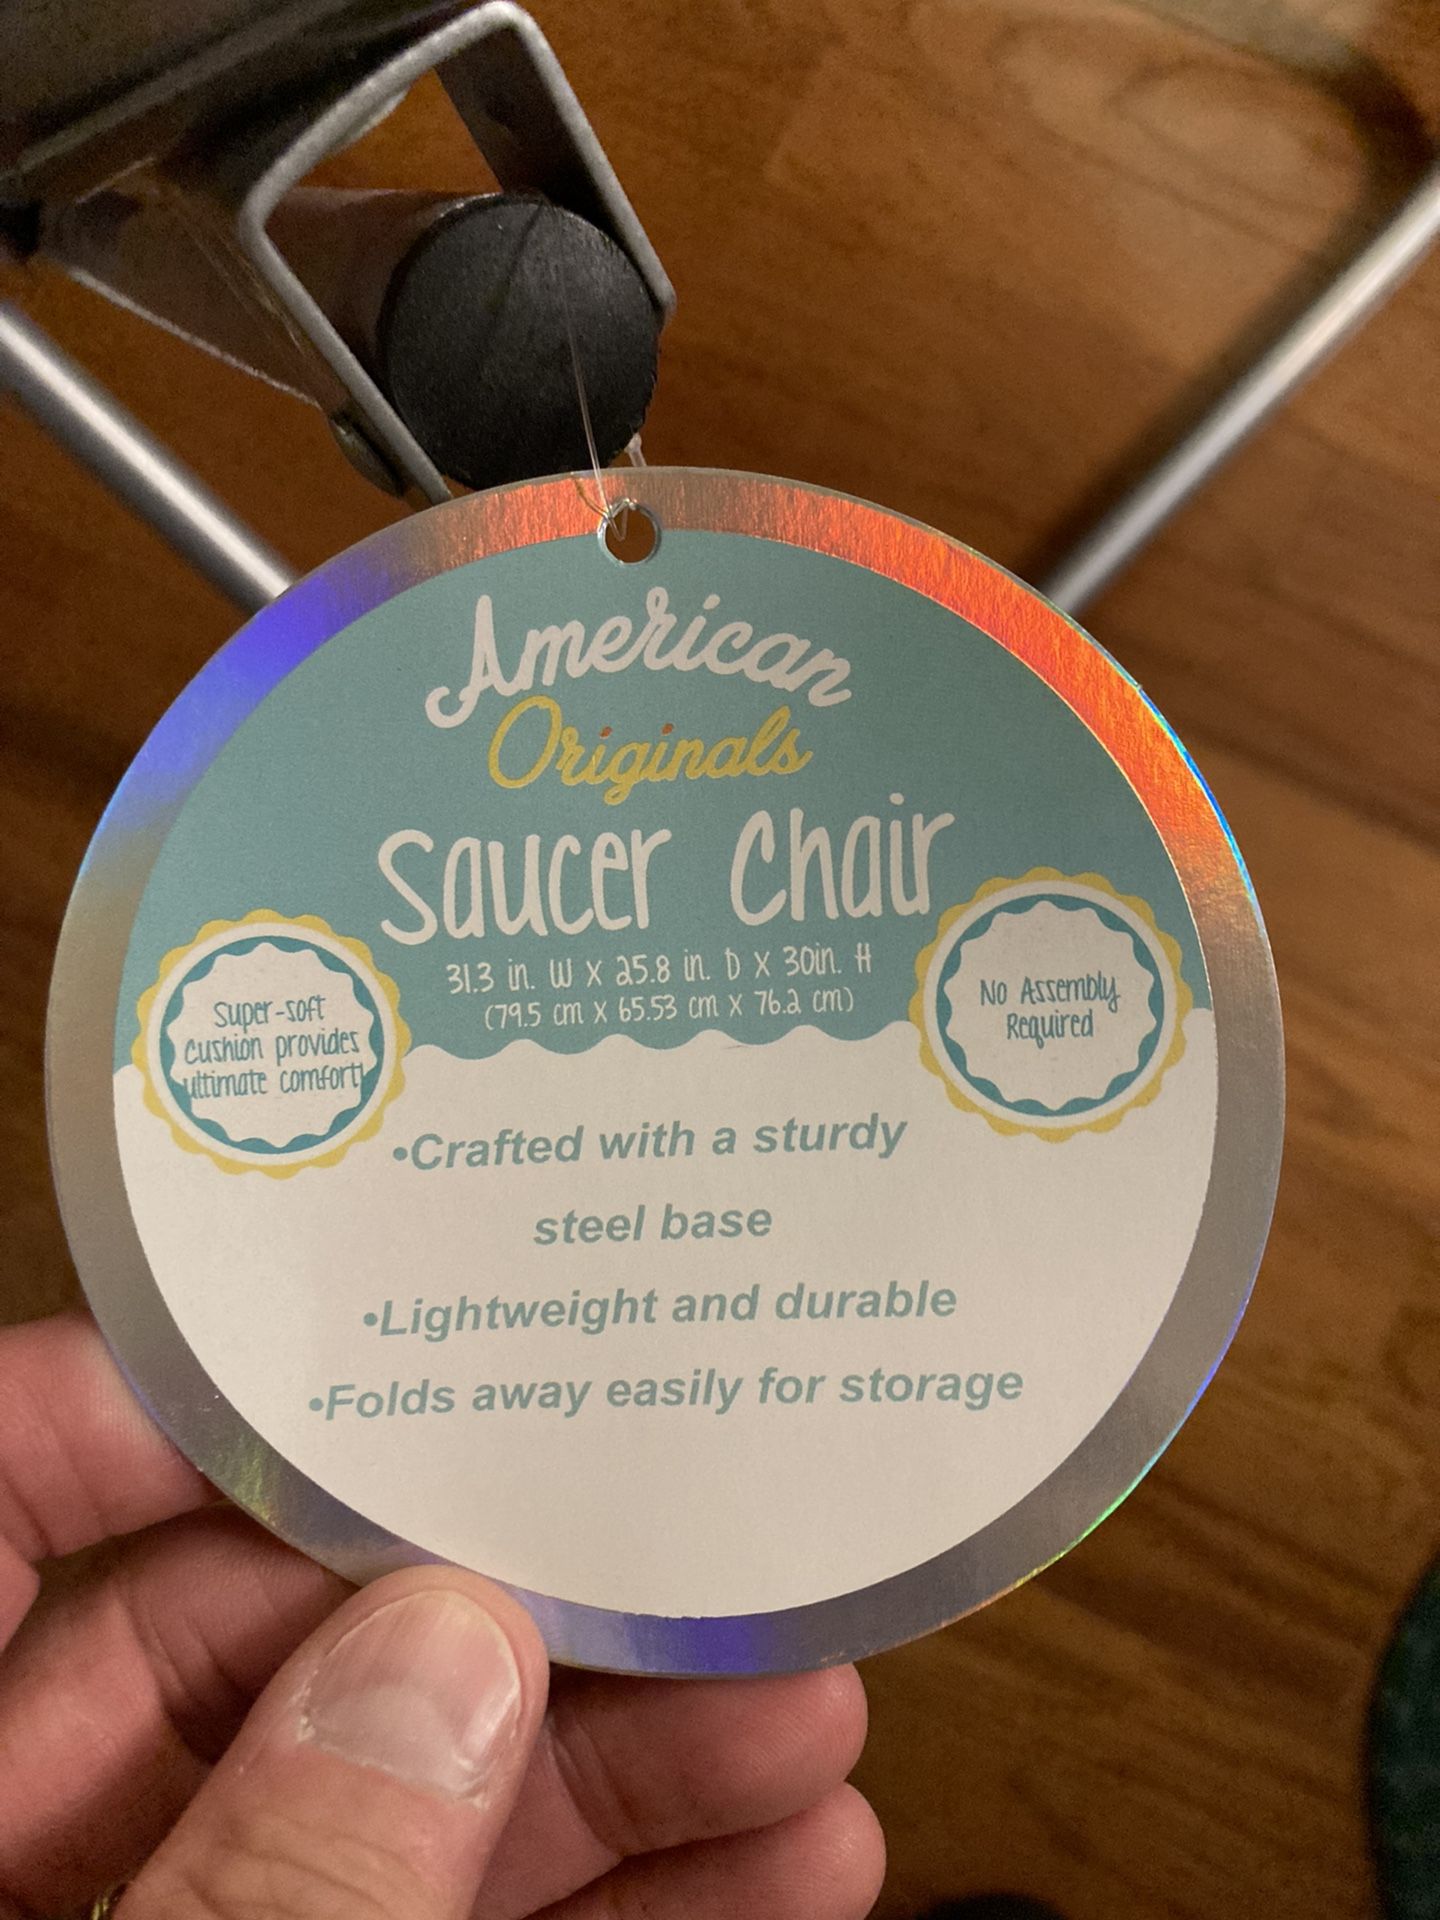 American
Originals
Saucer Chair
31.3 in. W x 25.8 in. D x 30in. H
(79.5 cm x 65.53 cm x 76.2 cm)
Super-soft
Cushion provides
ultimate comfort!
No Assembly
Required
•Crafted with a sturdy
steel base
•Lightweight and durable
•Folds away easily for storage